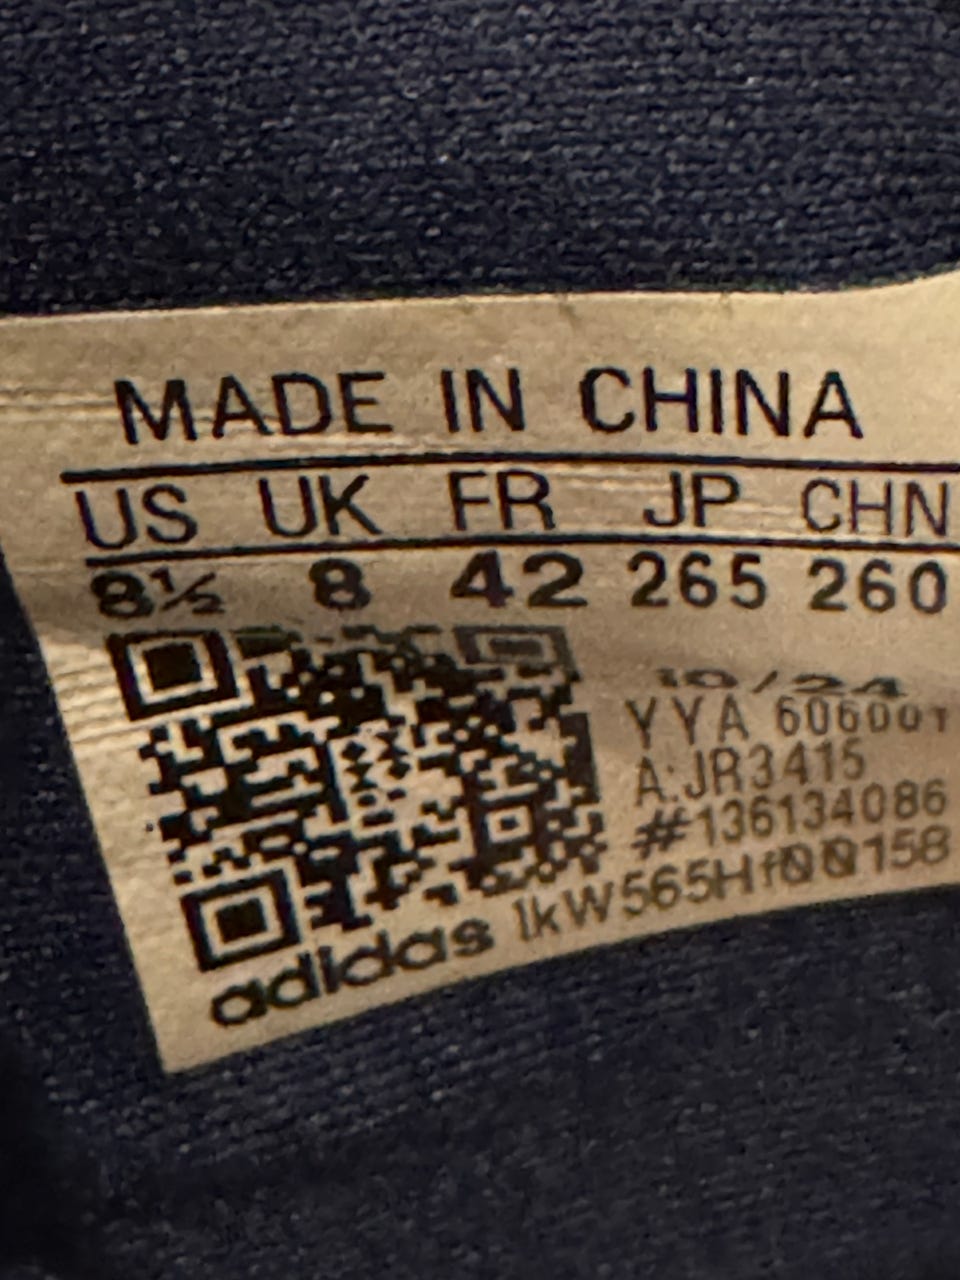 MADE IN CHINA
US UK FR JP CHN
8½ 8 42 265 260
10/24
YYA 606001
A:JR3415
#136134086
adidas lkW565Hf00158